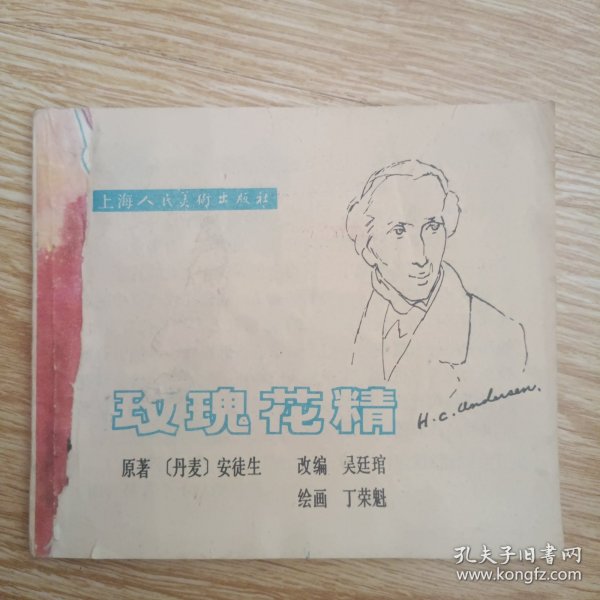 上海人民美術出版社
玫瑰花精
H.C.Andersen.
原著〔丹麦〕安徒生 改编 吴廷琯
绘画 丁荣魁
孔夫子旧書网
www.kongfz.com